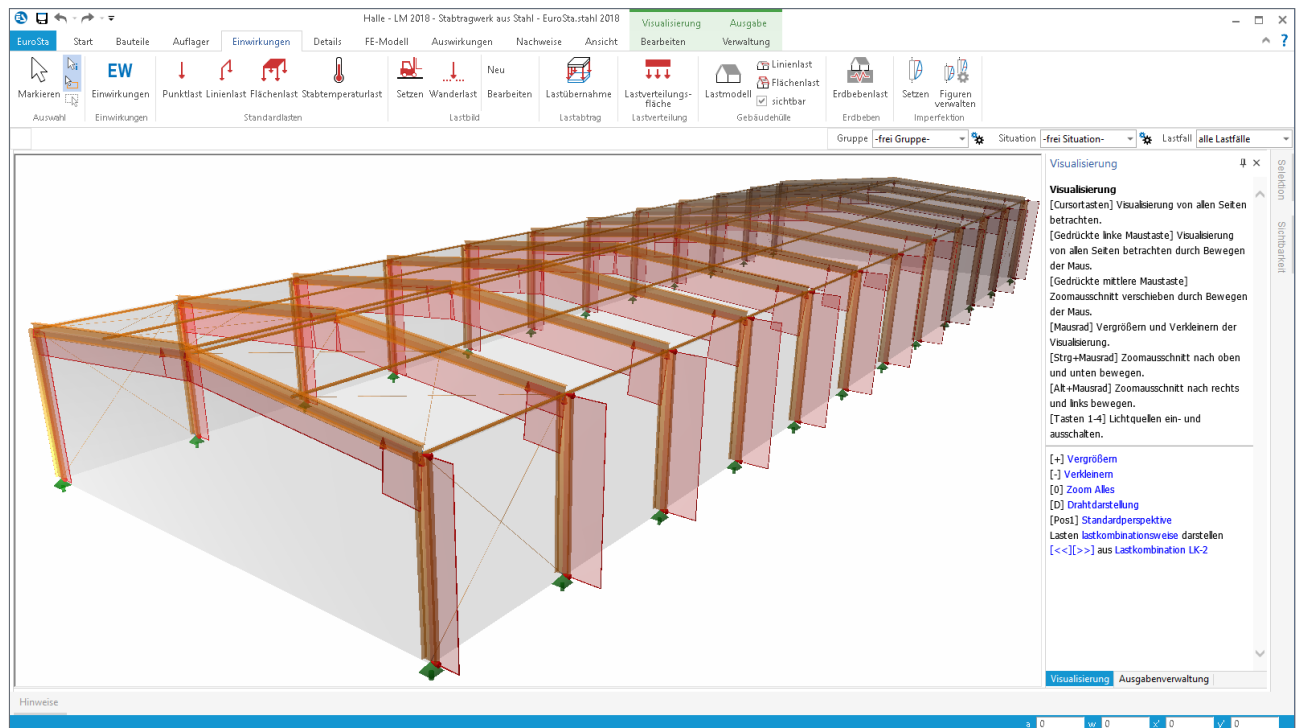 Halle - LM 2018 - Stabtragwerk aus Stahl - EuroSta.stahl 2018
Visualisierung Ausgabe
EuroSta Start Bauteile Auflager Einwirkungen Details FE-Modell Auswirkungen Nachweise Ansicht Bearbeiten Verwaltung
?
EW
Markieren Einwirkungen Punktlast Linienlast Flächenlast Stabtemperaturlast Setzen Wanderlast Neu Bearbeiten Lastübernahme Lastverteilungs-
fläche
Lastmodell Linienlast
Flächenlast
sichtbar
Erdbebenlast Setzen Figuren
verwalten
Auswahl Einwirkungen Standardlasten Lastbild Lastabtrag Lastverteilung Gebäudehülle Erdbeben Imperfektion
Gruppe -frei Gruppe- Situation -frei Situation- Lastfall alle Lastfälle
Visualisierung
Visualisierung
[Cursortasten] Visualisierung von allen Seiten
betrachten.
[Gedrückte linke Maustaste] Visualisierung
von allen Seiten betrachten durch Bewegen
der Maus.
[Gedrückte mittlere Maustaste]
Zoomausschnitt verschieben durch Bewegen
der Maus.
[Mausrad] Vergrößern und Verkleinern der
Visualisierung.
[Strg+Mausrad] Zoomausschnitt nach oben
und unten bewegen.
[Alt+Mausrad] Zoomausschnitt nach rechts
und links bewegen.
[Tasten 1-4] Lichtquellen ein- und
ausschalten.
[+] Vergrößern
[-] Verkleinern
[0] Zoom Alles
[D] Drahtdarstellung
[Pos1] Standardperspektive
Lasten lastkombinationsweise darstellen
[<<][>>] aus Lastkombination LK-2
Selektion
Sichtbarkeit
Visualisierung Ausgabenverwaltung
Hinweise
a 0 w 0 x' 0 y' 0